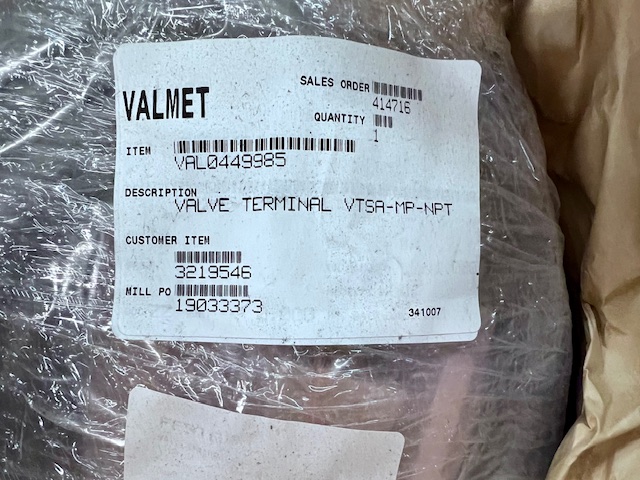 VALMET
SALES ORDER
414716
QUANTITY
1
ITEM
VAL0449985
DESCRIPTION
VALVE TERMINAL VTSA-MP-NPT
CUSTOMER ITEM
3219546
MILL PO
19033373
341007